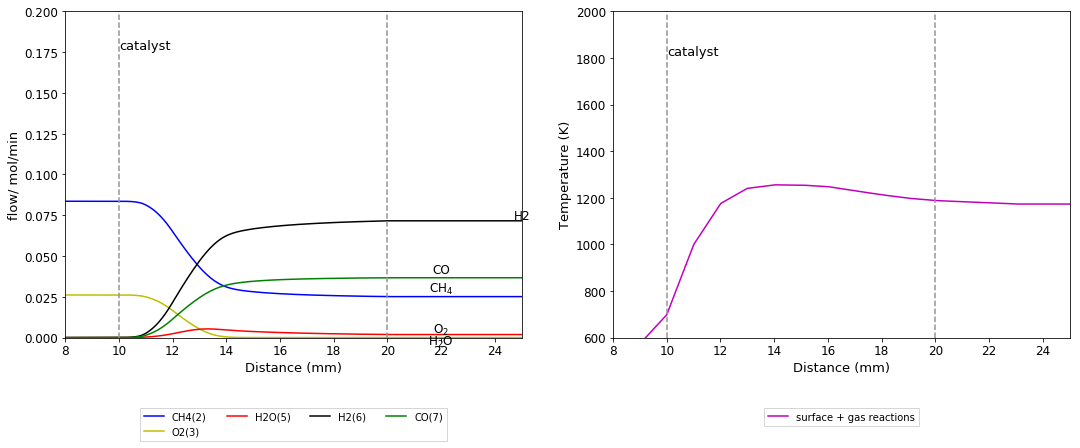 0.200
0.175
0.150
0.125
0.100
0.075
0.050
0.025
0.000
flow/ mol/min
catalyst
H2
CO
CH₄
O₂
H₂O
8 10 12 14 16 18 20 22 24
Distance (mm)
CH4(2) H2O(5) H2(6) CO(7)
O2(3)
2000
1800
1600
1400
1200
1000
800
600
Temperature (K)
catalyst
8 10 12 14 16 18 20 22 24
Distance (mm)
surface + gas reactions